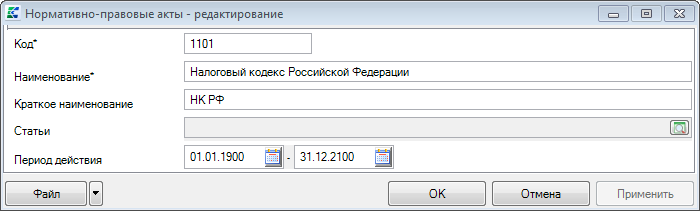 Нормативно-правовые акты - редактирование
Код* 1101
Наименование* Налоговый кодекс Российской Федерации
Краткое наименование НК РФ
Статьи
Период действия 01.01.1900 - 31.12.2100
Файл OK Отмена Применить